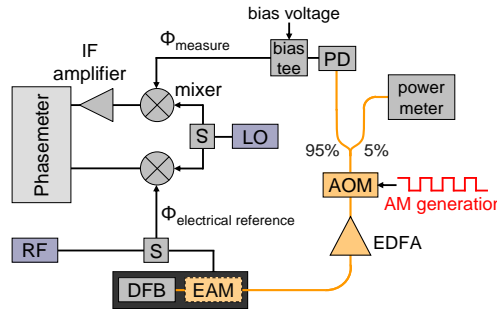 bias voltage
Φmeasure
bias
tee
PD
IF
amplifier
mixer
power
meter
Phasemeter
S
LO
95%
5%
AOM
AM generation
Φelectrical reference
EDFA
RF
S
DFB
EAM